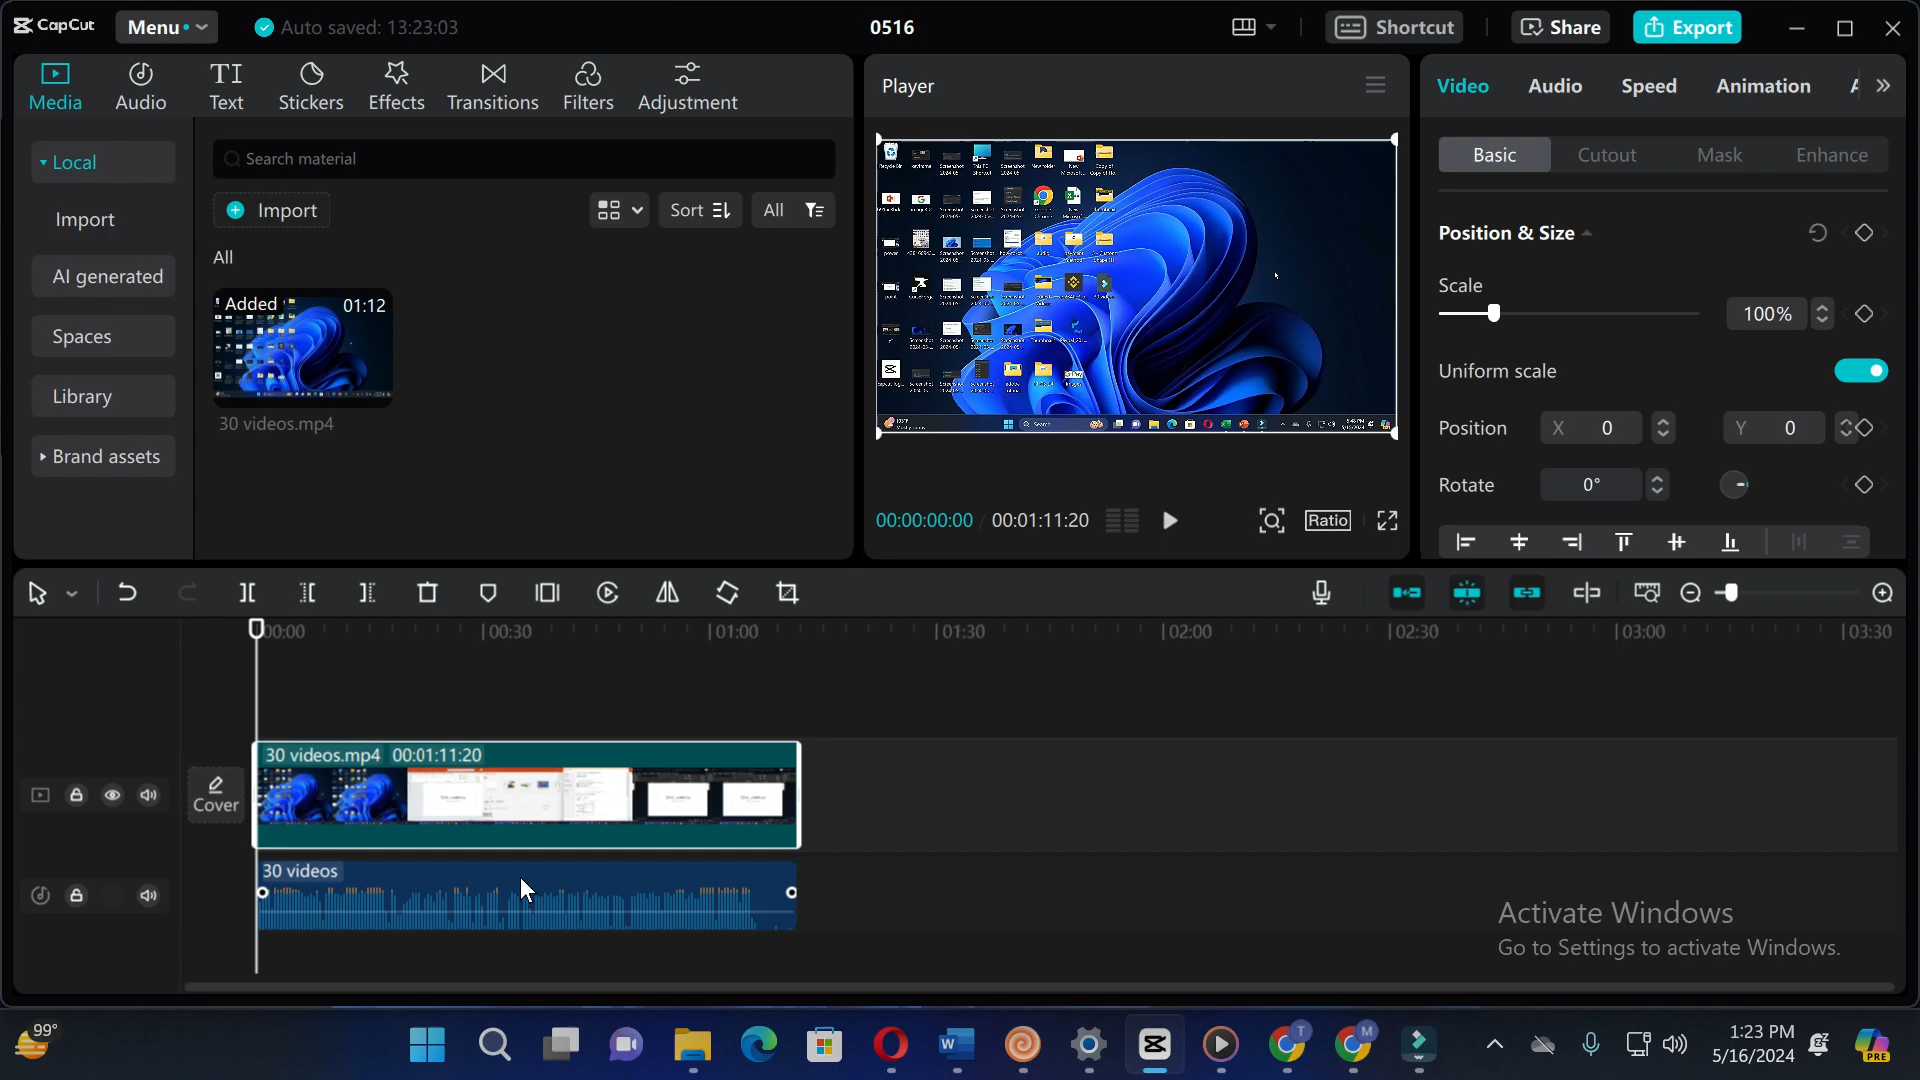 CapCut
Menu
Auto saved: 13:23:03
0516
Shortcut
Share
Export
Media
Audio
Text
Stickers
Effects
Transitions
Filters
Adjustment
Local
Import
AI generated
Spaces
Library
Brand assets
Search material
Import
Sort
All
All
Added
01:12
30 videos.mp4
Player
00:00:00:00
00:01:11:20
Ratio
Video
Audio
Speed
Animation
Basic
Cutout
Mask
Enhance
Position & Size
Scale
100%
Uniform scale
Position
X 0
Y 0
Rotate
0°
00:00
00:30
01:00
01:30
02:00
02:30
03:00
03:30
Cover
30 videos.mp4 00:01:11:20
30 videos
Activate Windows
Go to Settings to activate Windows.
99°
1:23 PM
5/16/2024
PRE